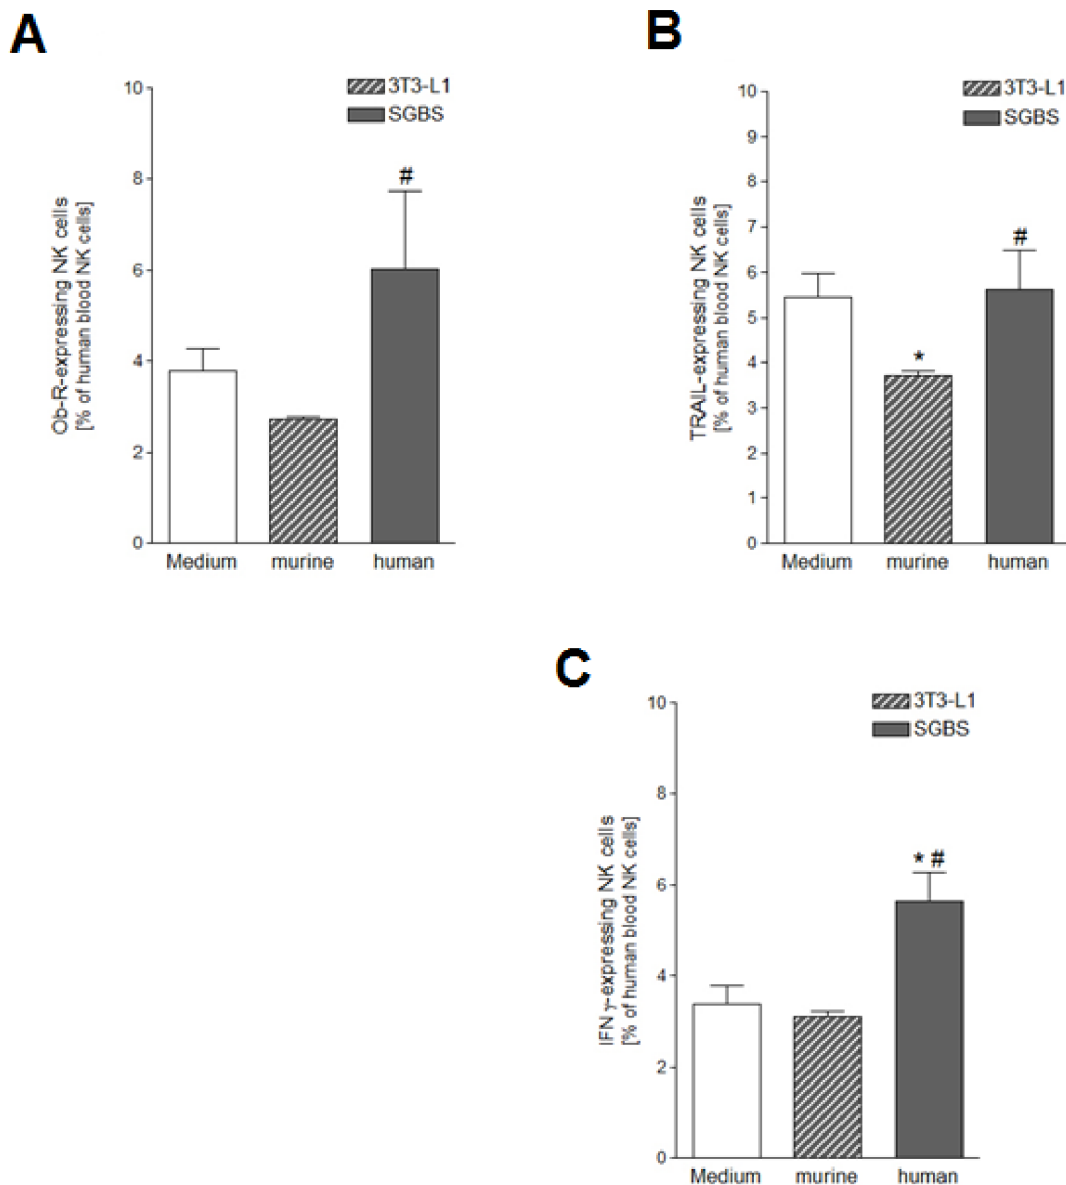 A
3T3-L1
SGBS
Ob-R-expressing NK cells
[% of human blood NK cells]
10
8
6
4
2
0
#
Medium murine human
B
3T3-L1
SGBS
TRAIL-expressing NK cells
[% of human blood NK cells]
10
9
8
7
6
5
4
3
2
1
0
*
#
Medium murine human
C
3T3-L1
SGBS
IFN γ-expressing NK cells
[% of human blood NK cells]
10
8
6
4
2
0
* #
Medium murine human